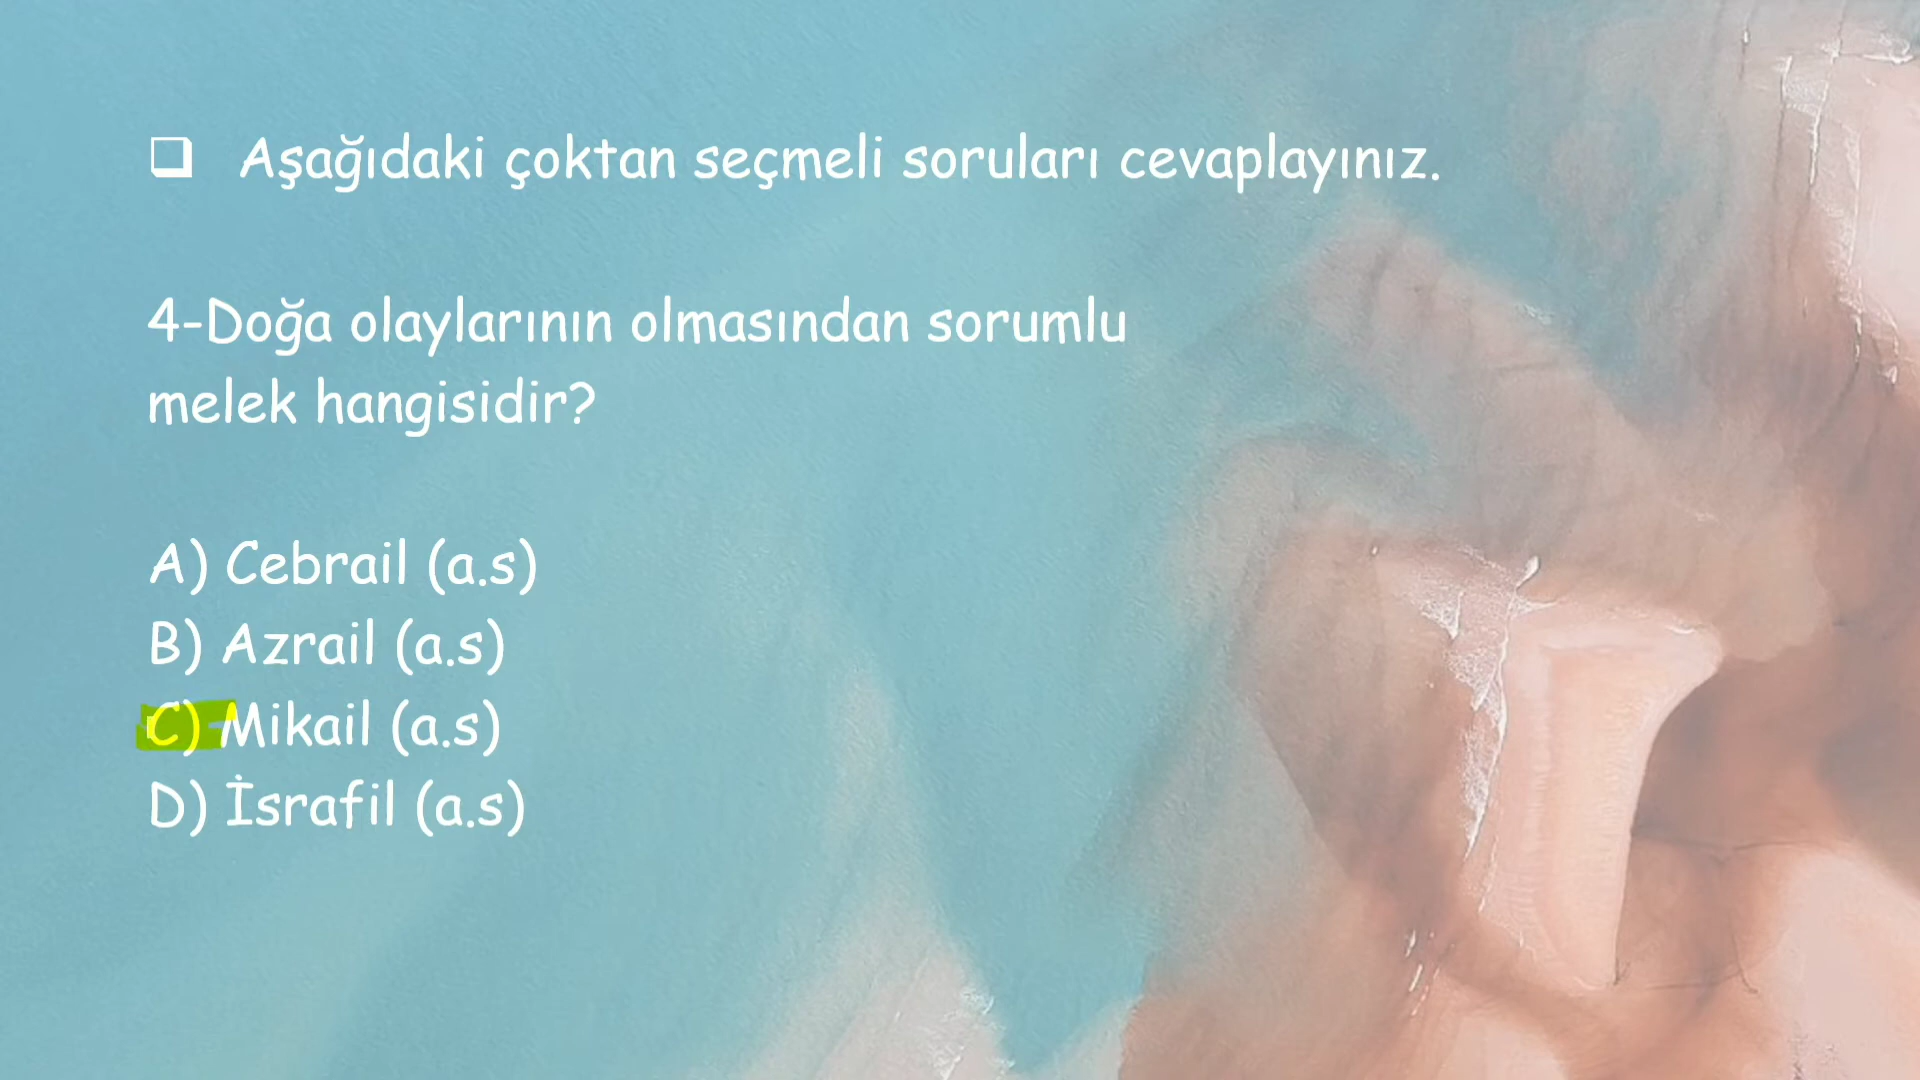 ❑ Aşağıdaki çoktan seçmeli soruları cevaplayınız.
4-Doğa olaylarının olmasından sorumlu
melek hangisidir?
A) Cebrail (a.s)
B) Azrail (a.s)
C) Mikail (a.s)
D) İsrafil (a.s)